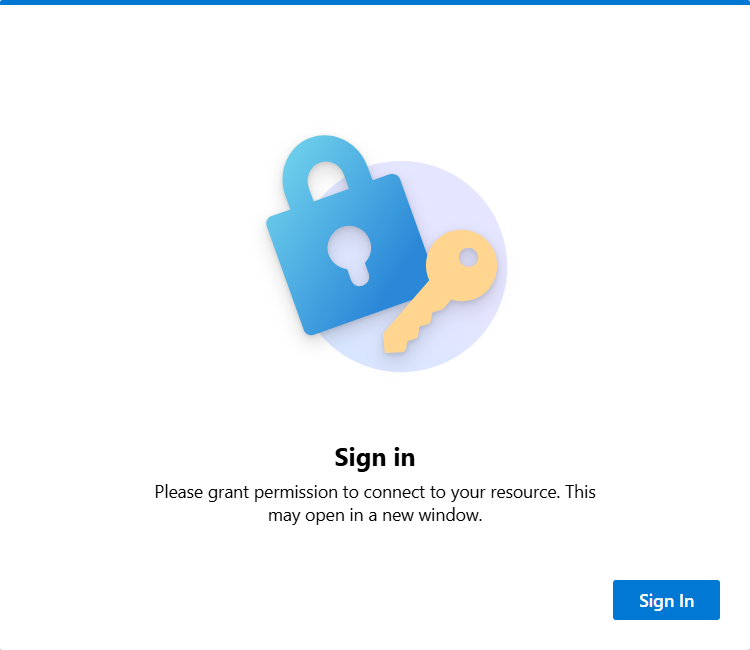 Sign in
Please grant permission to connect to your resource. This
may open in a new window.
Sign In